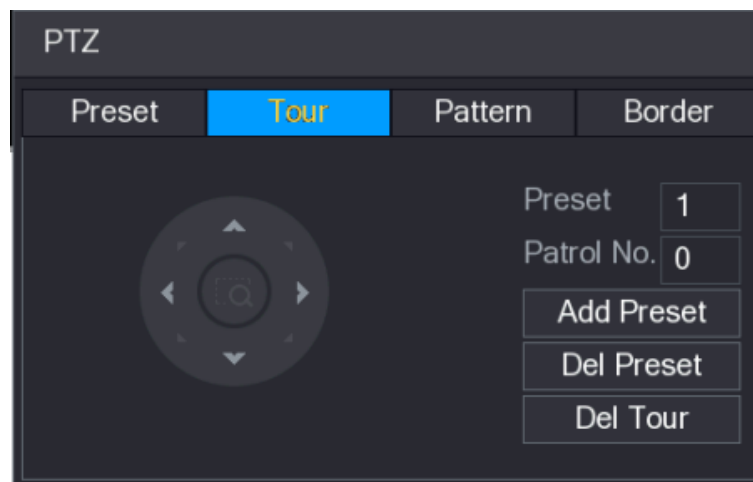 PTZ
Preset Tour Pattern Border
Preset 1
Patrol No. 0
Add Preset
Del Preset
Del Tour